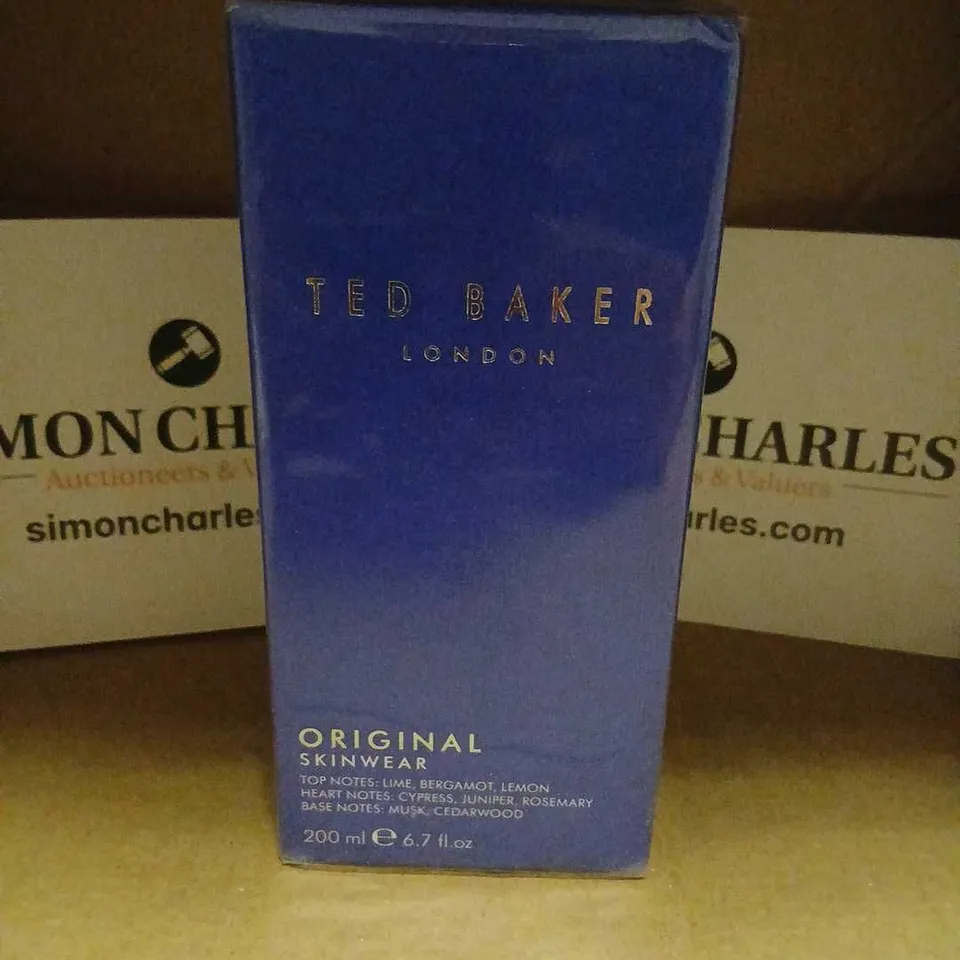 TED BAKER
LONDON
MON CH
HARLES
Auctioneers & V
s & Valuers
simoncharles
rles.com
ORIGINAL
SKINWEAR
TOP NOTES: LIME, BERGAMOT, LEMON
HEART NOTES. CYPRESS, JUNIPER, ROSEMARY
BASE NOTES: MUSK, CEDARWOOD
200 ml ℮ 6.7 fl.oz